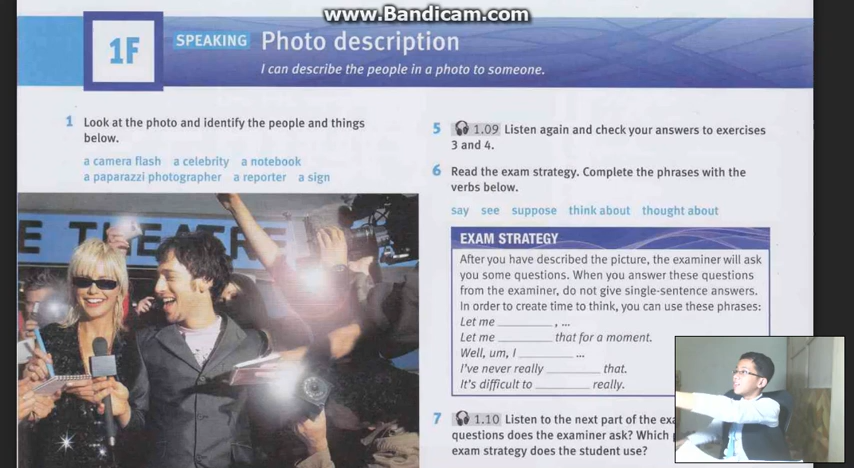 www.Bandicam.com
1F
SPEAKING Photo description
I can describe the people in a photo to someone.
1 Look at the photo and identify the people and things
below.
a camera flash a celebrity a notebook
a paparazzi photographer a reporter a sign
E THEATRE
5 1.09 Listen again and check your answers to exercises
3 and 4.
6 Read the exam strategy. Complete the phrases with the
verbs below.
say see suppose think about thought about
EXAM STRATEGY
After you have described the picture, the examiner will ask
you some questions. When you answer these questions
from the examiner, do not give single-sentence answers.
In order to create time to think, you can use these phrases:
Let me ________ , ...
Let me ________ that for a moment.
Well, um, I ________ ...
I've never really ________ that.
It's difficult to ________ really.
7 1.10 Listen to the next part of the exa
questions does the examiner ask? Which
exam strategy does the student use?